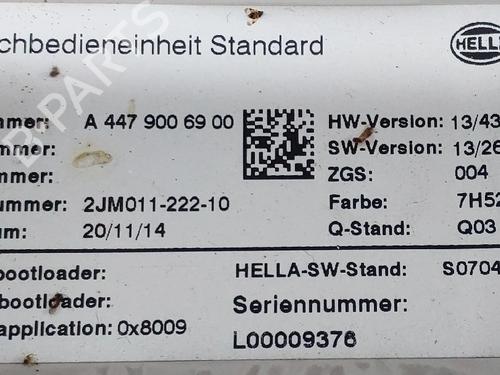 chbedieneinheit Standard
HELLA
mmer: A 447 900 69 00
HW-Version: 13/43
mmer:
SW-Version: 13/26
mer:
ZGS: 004
ummer: 2JM011-222-10
Farbe: 7H52
um: 20/11/14
Q-Stand: Q03
bootloader:
HELLA-SW-Stand: S0704
bootloader:
Seriennummer:
application: 0x8009
L00009376
B-PARTS